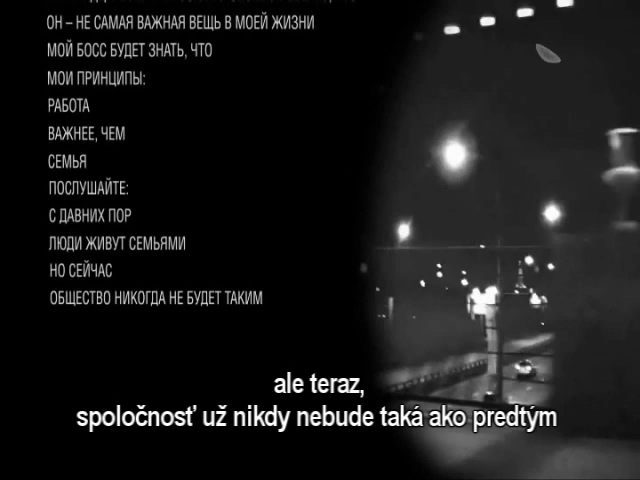 ОН – НЕ САМАЯ ВАЖНАЯ ВЕЩЬ В МОЕЙ ЖИЗНИ
МОЙ БОСС БУДЕТ ЗНАТЬ, ЧТО
МОИ ПРИНЦИПЫ:
РАБОТА
ВАЖНЕЕ, ЧЕМ
СЕМЬЯ
ПОСЛУШАЙТЕ:
С ДАВНИХ ПОР
ЛЮДИ ЖИВУТ СЕМЬЯМИ
НО СЕЙЧАС
ОБЩЕСТВО НИКОГДА НЕ БУДЕТ ТАКИМ
ale teraz,
spoločnosť už nikdy nebude taká ako predtým